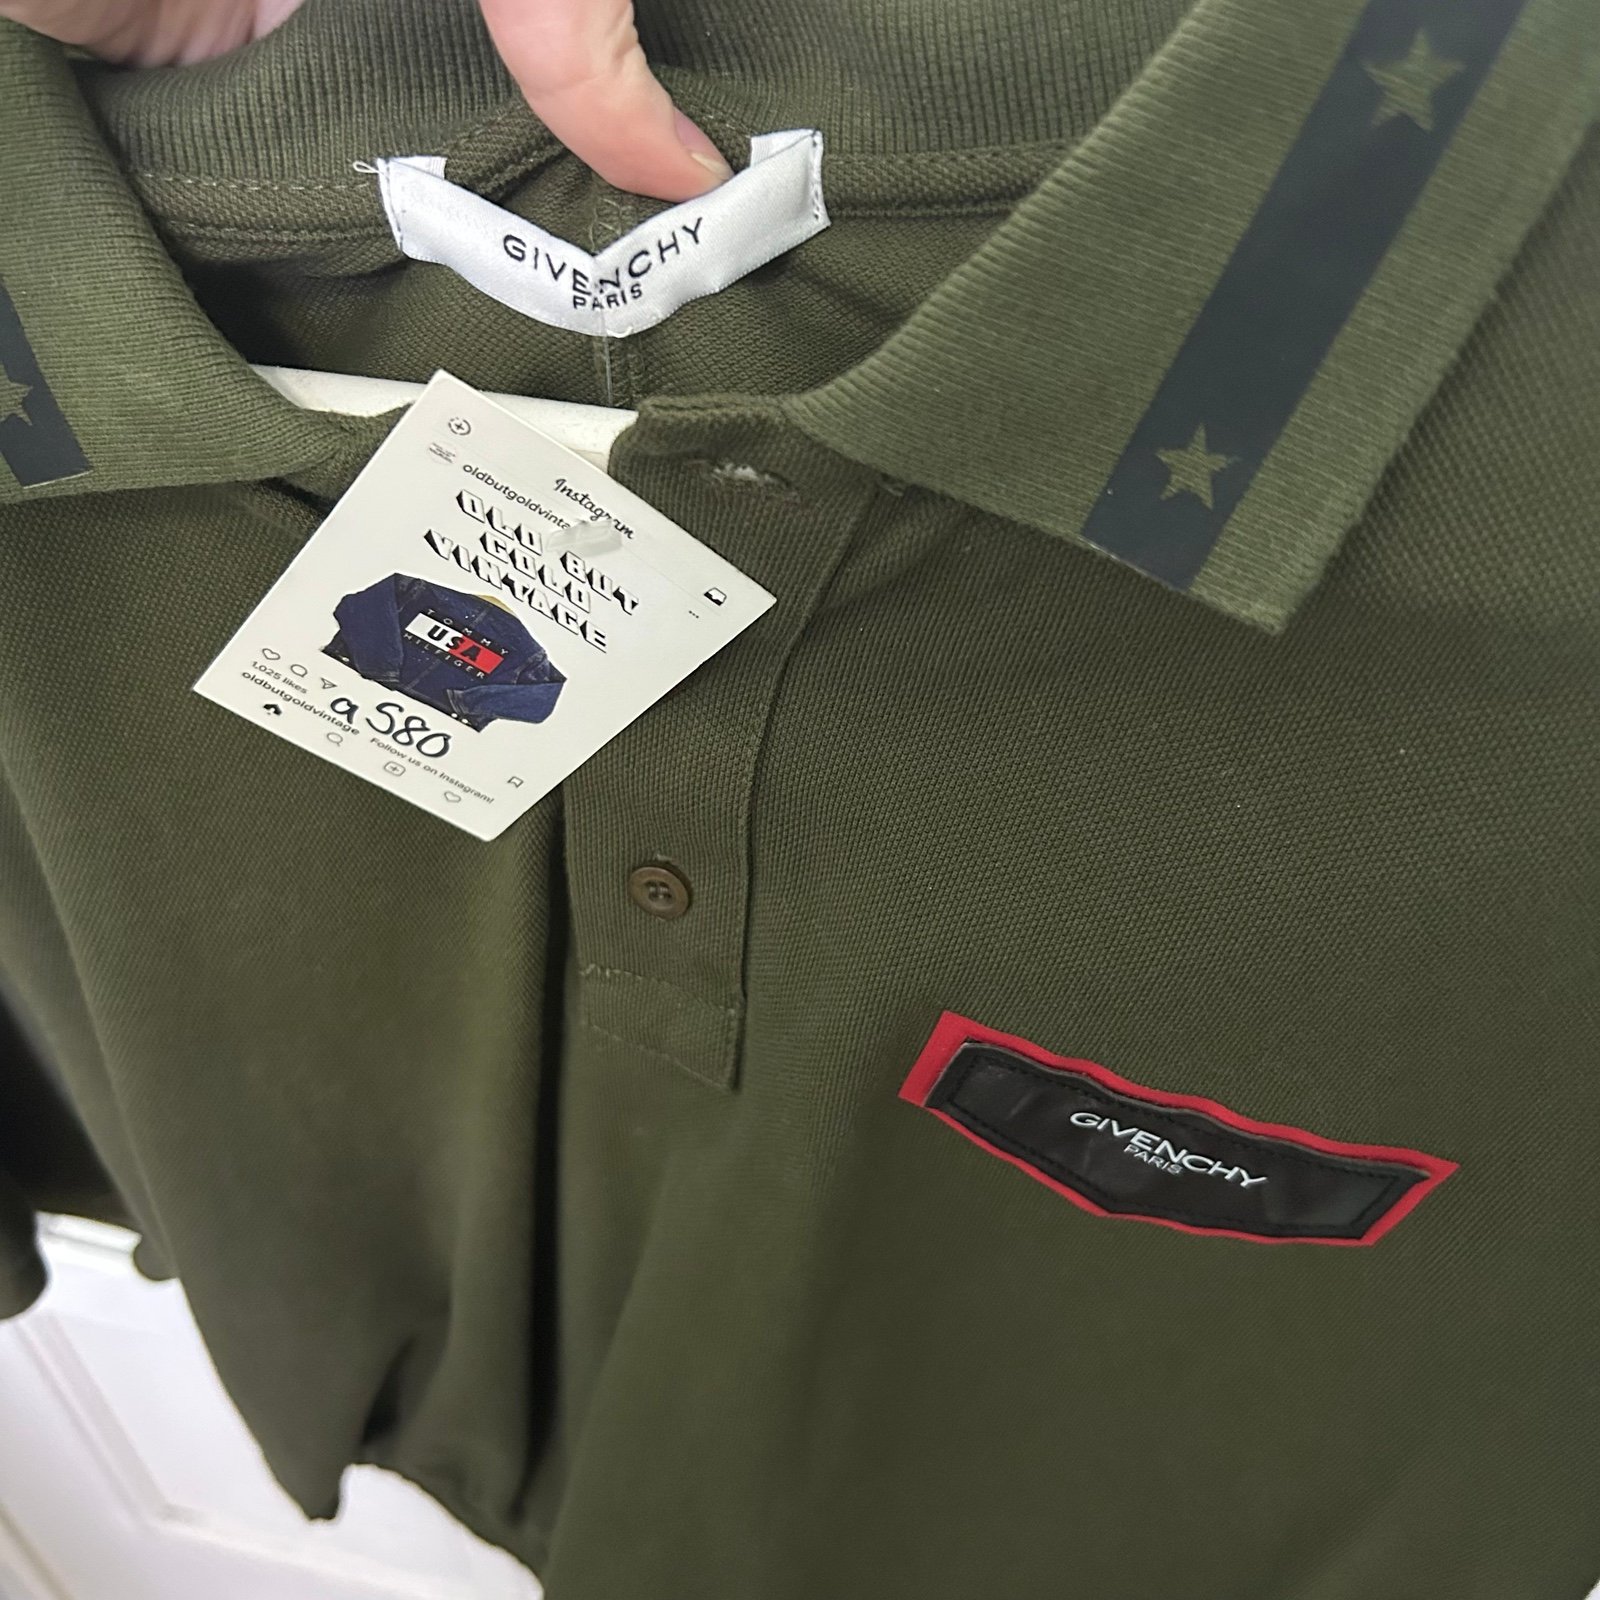 GIVENCHY
PARIS
Instagram
oldbutgoldvintage
OLD BUT
GOLD
VINTAGE
TOMMY
USA
HILFIGER
1,025 likes
oldbutgoldvintage
a 580
Follow us on Instagram!
GIVENCHY
PARIS